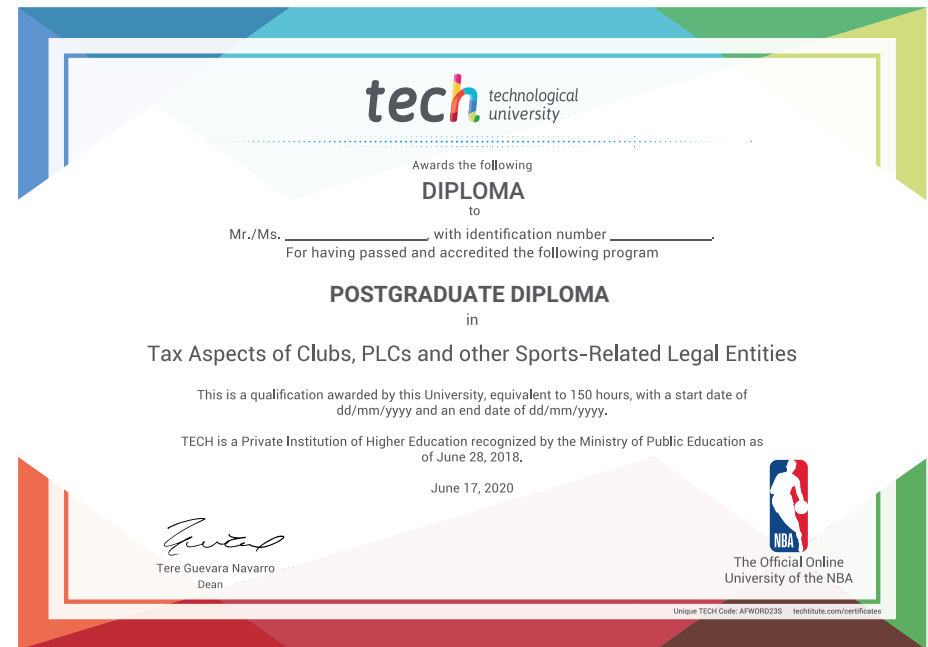 tech technological
university
Awards the following
DIPLOMA
to
Mr./Ms. ____________, with identification number ____________.
For having passed and accredited the following program
POSTGRADUATE DIPLOMA
in
Tax Aspects of Clubs, PLCs and other Sports-Related Legal Entities
This is a qualification awarded by this University, equivalent to 150 hours, with a start date of
dd/mm/yyyy and an end date of dd/mm/yyyy.
TECH is a Private Institution of Higher Education recognized by the Ministry of Public Education as
of June 28, 2018.
June 17, 2020
Tere Guevara Navarro
Dean
NBA
The Official Online
University of the NBA
Unique TECH Code: AFWORD23S techtitute.com/certificates